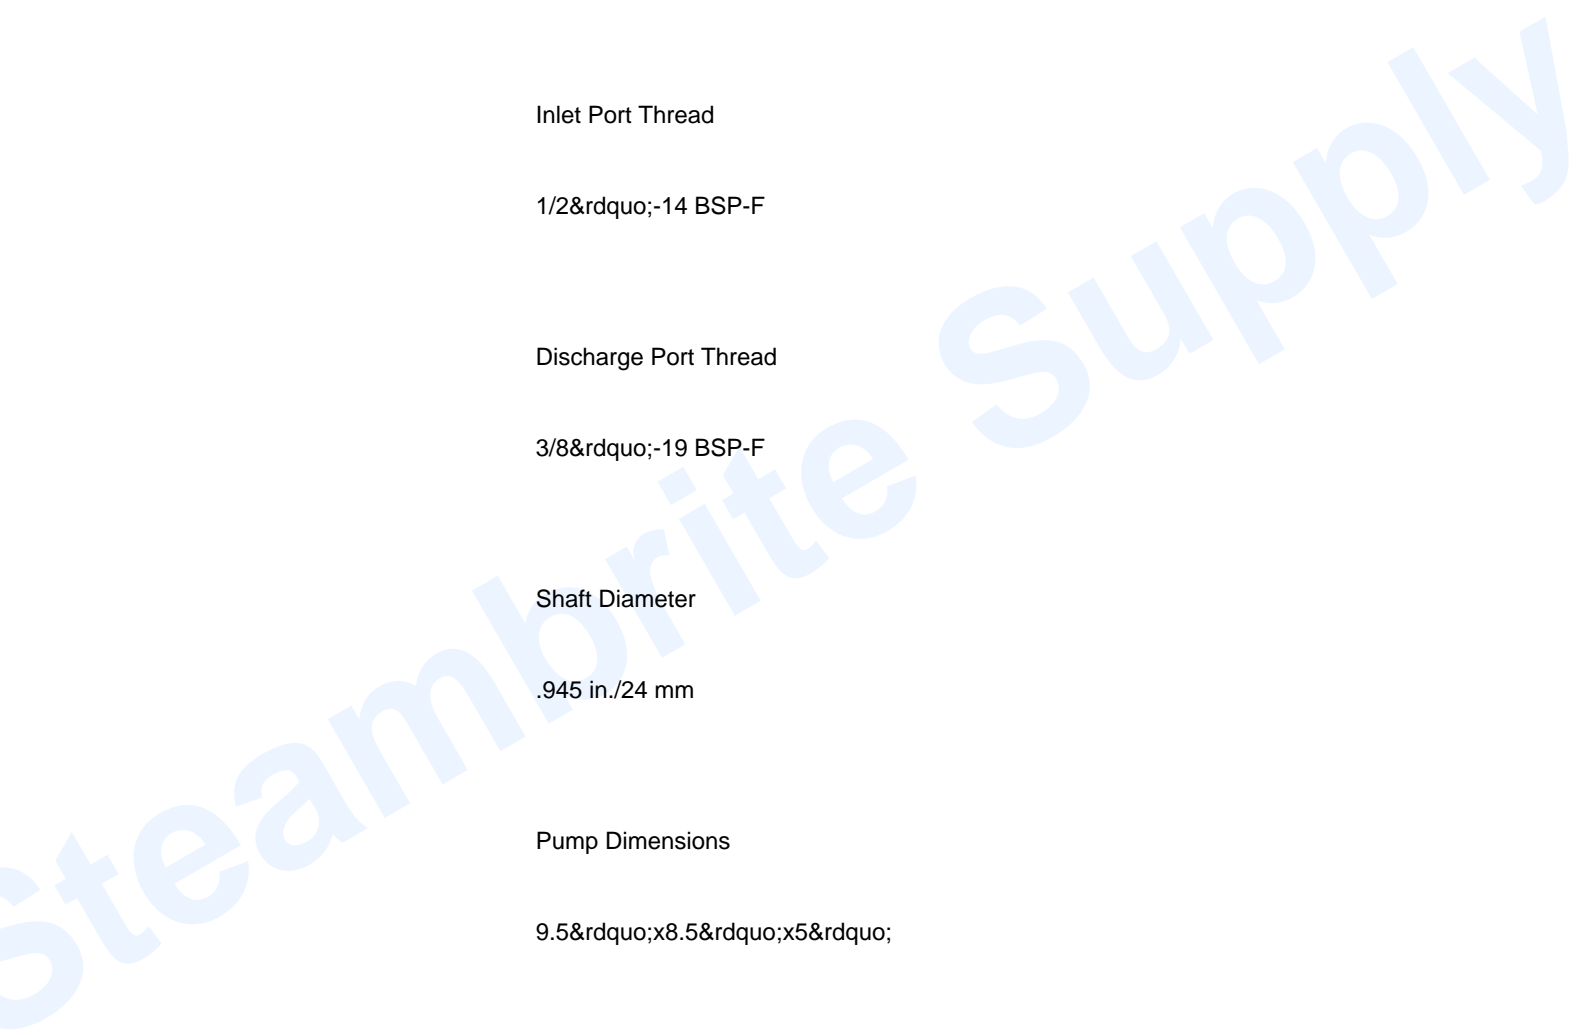 Inlet Port Thread
1/2&rdquo;-14 BSP-F
Discharge Port Thread
3/8&rdquo;-19 BSP-F
Shaft Diameter
.945 in./24 mm
Pump Dimensions
9.5&rdquo;x8.5&rdquo;x5&rdquo;
Steambrite Supply